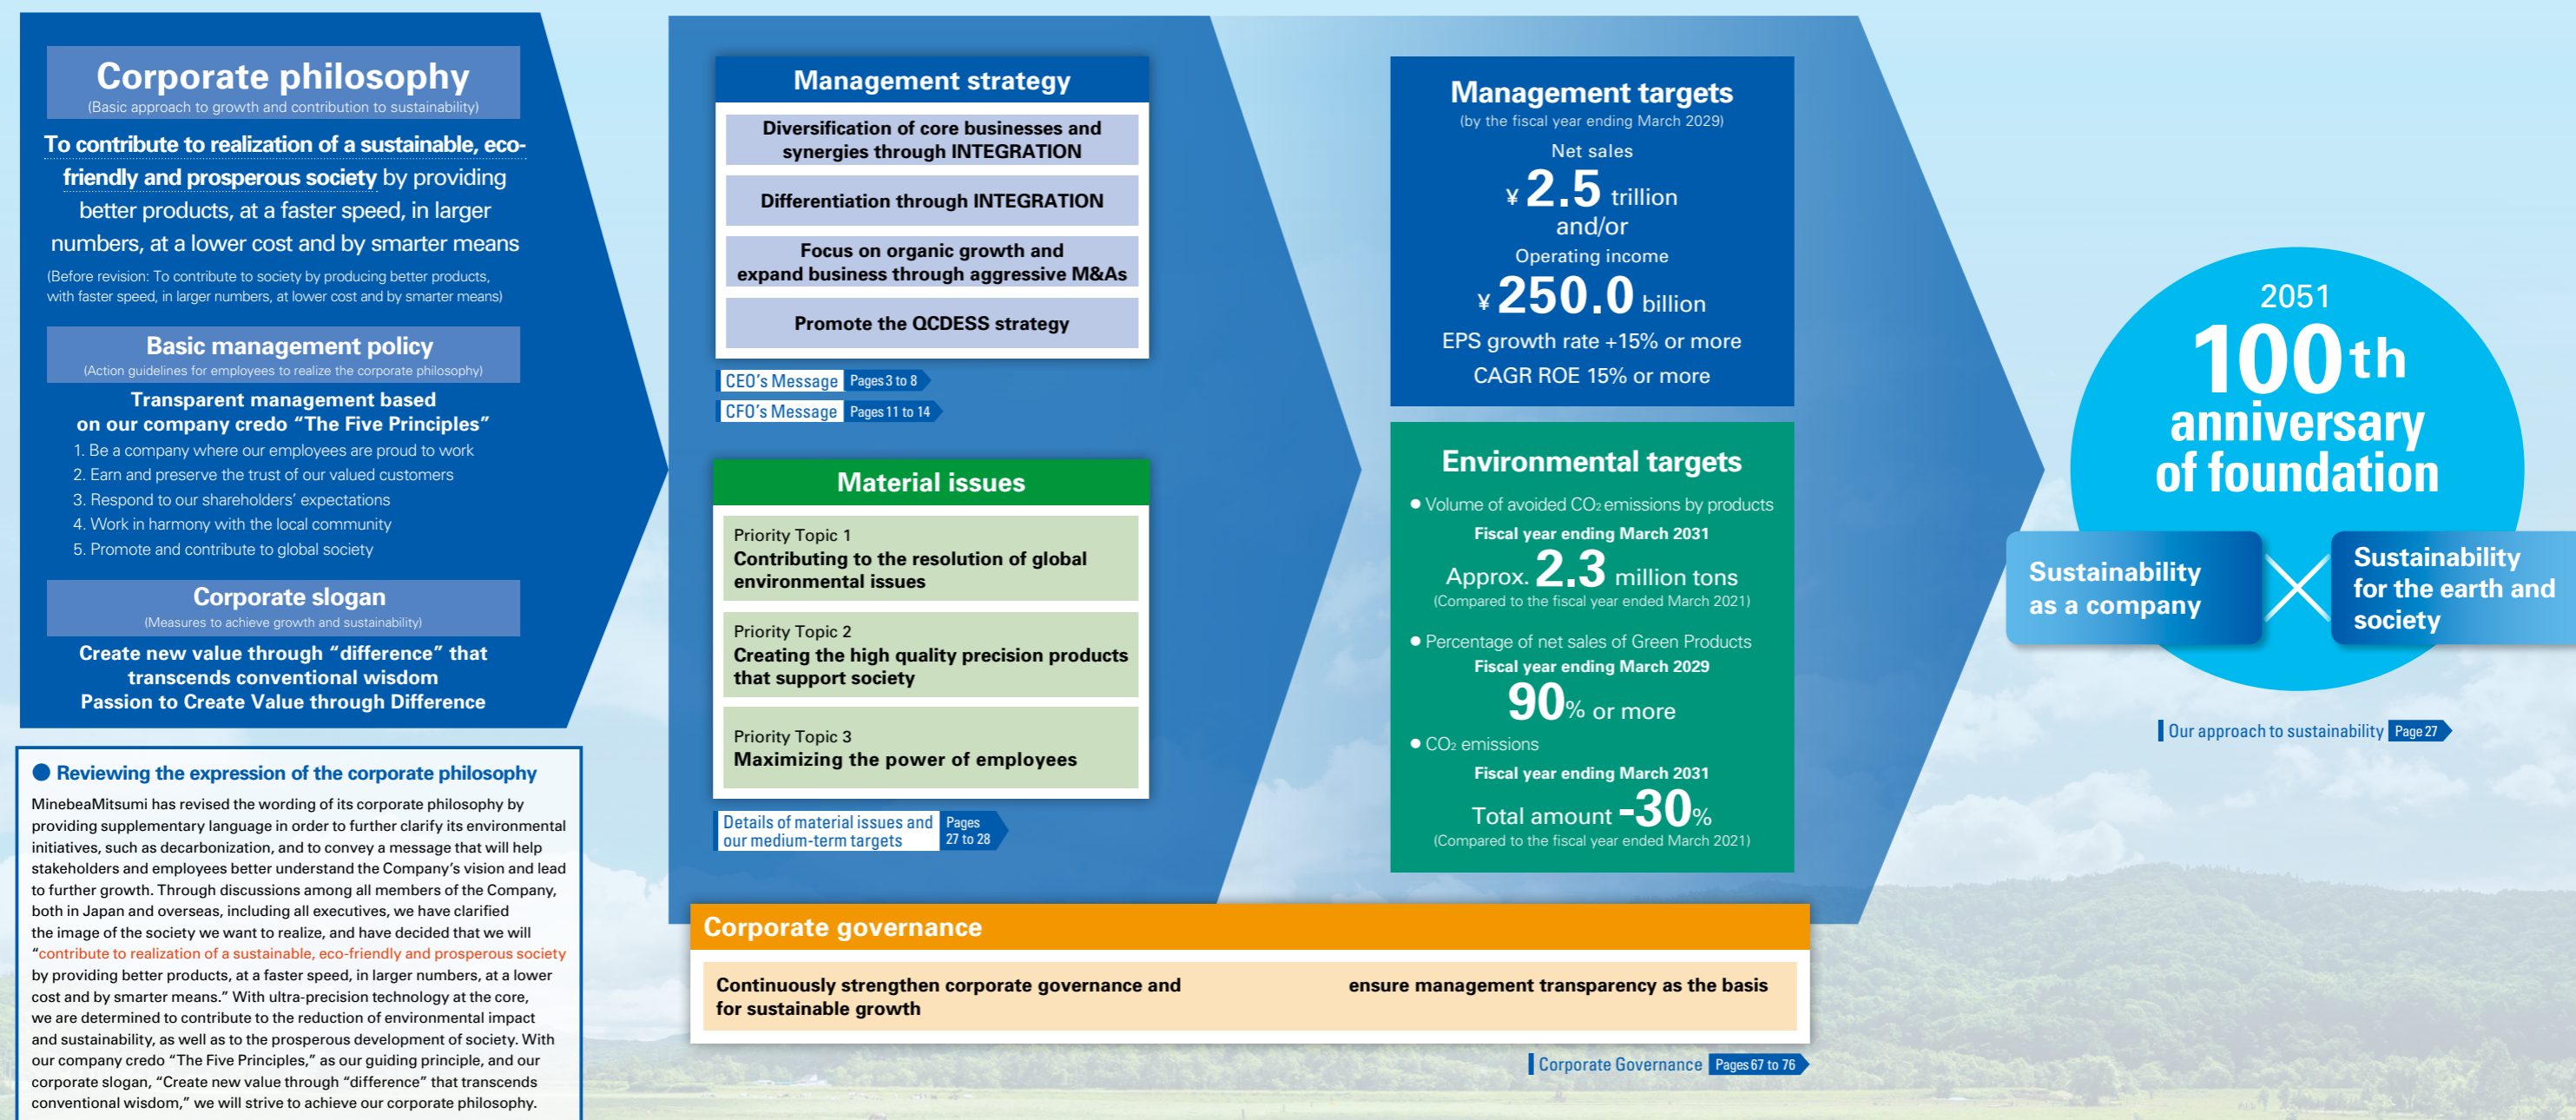 Corporate philosophy
(Basic approach to growth and contribution to sustainability)
To contribute to realization of a sustainable, eco-
friendly and prosperous society by providing
better products, at a faster speed, in larger
numbers, at a lower cost and by smarter means
(Before revision: To contribute to society by producing better products,
with faster speed, in larger numbers, at lower cost and by smarter means)
Basic management policy
(Action guidelines for employees to realize the corporate philosophy)
Transparent management based
on our company credo “The Five Principles”
1. Be a company where our employees are proud to work
2. Earn and preserve the trust of our valued customers
3. Respond to our shareholders’ expectations
4. Work in harmony with the local community
5. Promote and contribute to global society
Corporate slogan
(Measures to achieve growth and sustainability)
Create new value through “difference” that
transcends conventional wisdom
Passion to Create Value through Difference
● Reviewing the expression of the corporate philosophy
MinebeaMitsumi has revised the wording of its corporate philosophy by
providing supplementary language in order to further clarify its environmental
initiatives, such as decarbonization, and to convey a message that will help
stakeholders and employees better understand the Company’s vision and lead
to further growth. Through discussions among all members of the Company,
both in Japan and overseas, including all executives, we have clarified
the image of the society we want to realize, and have decided that we will
“contribute to realization of a sustainable, eco-friendly and prosperous society
by providing better products, at a faster speed, in larger numbers, at a lower
cost and by smarter means.” With ultra-precision technology at the core,
we are determined to contribute to the reduction of environmental impact
and sustainability, as well as to the prosperous development of society. With
our company credo “The Five Principles,” as our guiding principle, and our
corporate slogan, “Create new value through “difference” that transcends
conventional wisdom,” we will strive to achieve our corporate philosophy.
Management strategy
Diversification of core businesses and
synergies through INTEGRATION
Differentiation through INTEGRATION
Focus on organic growth and
expand business through aggressive M&As
Promote the QCDESS strategy
CEO’s Message Pages 3 to 8
CFO’s Message Pages 11 to 14
Material issues
Priority Topic 1
Contributing to the resolution of global
environmental issues
Priority Topic 2
Creating the high quality precision products
that support society
Priority Topic 3
Maximizing the power of employees
Details of material issues and
our medium-term targets
Pages
27 to 28
Management targets
(by the fiscal year ending March 2029)
Net sales
¥ 2.5 trillion
and/or
Operating income
¥ 250.0 billion
EPS growth rate +15% or more
CAGR ROE 15% or more
Environmental targets
● Volume of avoided CO2 emissions by products
Fiscal year ending March 2031
Approx. 2.3 million tons
(Compared to the fiscal year ended March 2021)
● Percentage of net sales of Green Products
Fiscal year ending March 2029
90% or more
● CO2 emissions
Fiscal year ending March 2031
Total amount -30%
(Compared to the fiscal year ended March 2021)
Corporate governance
Continuously strengthen corporate governance and ensure management transparency as the basis
for sustainable growth
Corporate Governance Pages 67 to 76
2051
100th
anniversary
of foundation
Sustainability
as a company
Sustainability
for the earth and
society
Our approach to sustainability Page 27